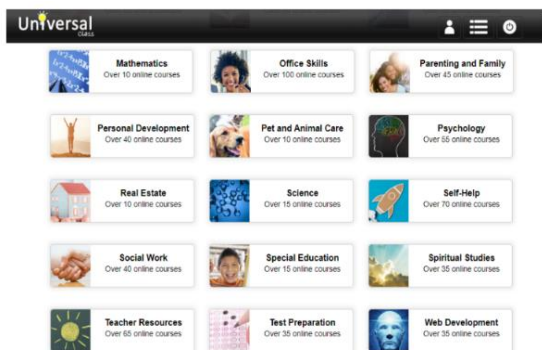 Universal
class
Mathematics
Over 10 online courses
Office Skills
Over 100 online courses
Parenting and Family
Over 45 online courses
Personal Development
Over 40 online courses
Pet and Animal Care
Over 10 online courses
Psychology
Over 55 online courses
Real Estate
Over 10 online courses
Science
Over 15 online courses
Self-Help
Over 70 online courses
Social Work
Over 40 online courses
Special Education
Over 15 online courses
Spiritual Studies
Over 35 online courses
Teacher Resources
Over 65 online courses
Test Preparation
Over 35 online courses
Web Development
Over 35 online courses